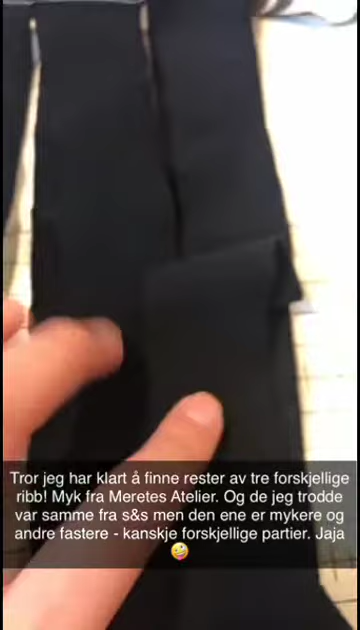 Tror jeg har klart å finne rester av tre forskjellige
ribb! Myk fra Meretes Atelier. Og de jeg trodde
var samme fra s&s men den ene er mykere og
andre fastere - kanskje forskjellige partier. Jaja
🤪